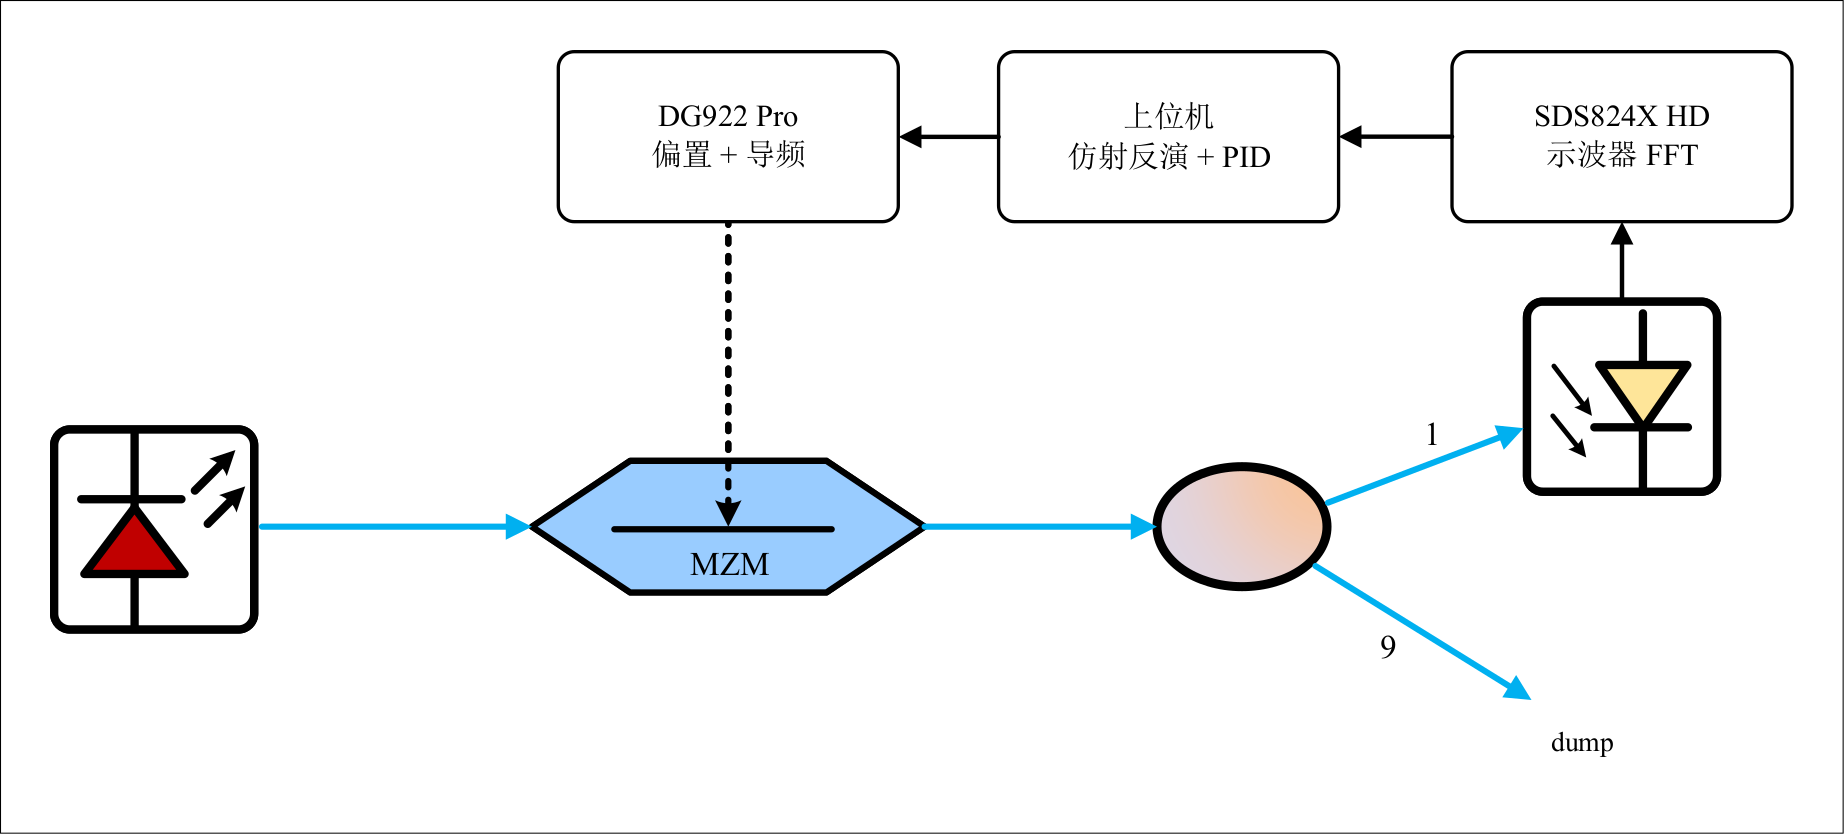 DG922 Pro
偏置 + 导频
上位机
仿射反演 + PID
SDS824X HD
示波器 FFT
1
MZM
9
dump